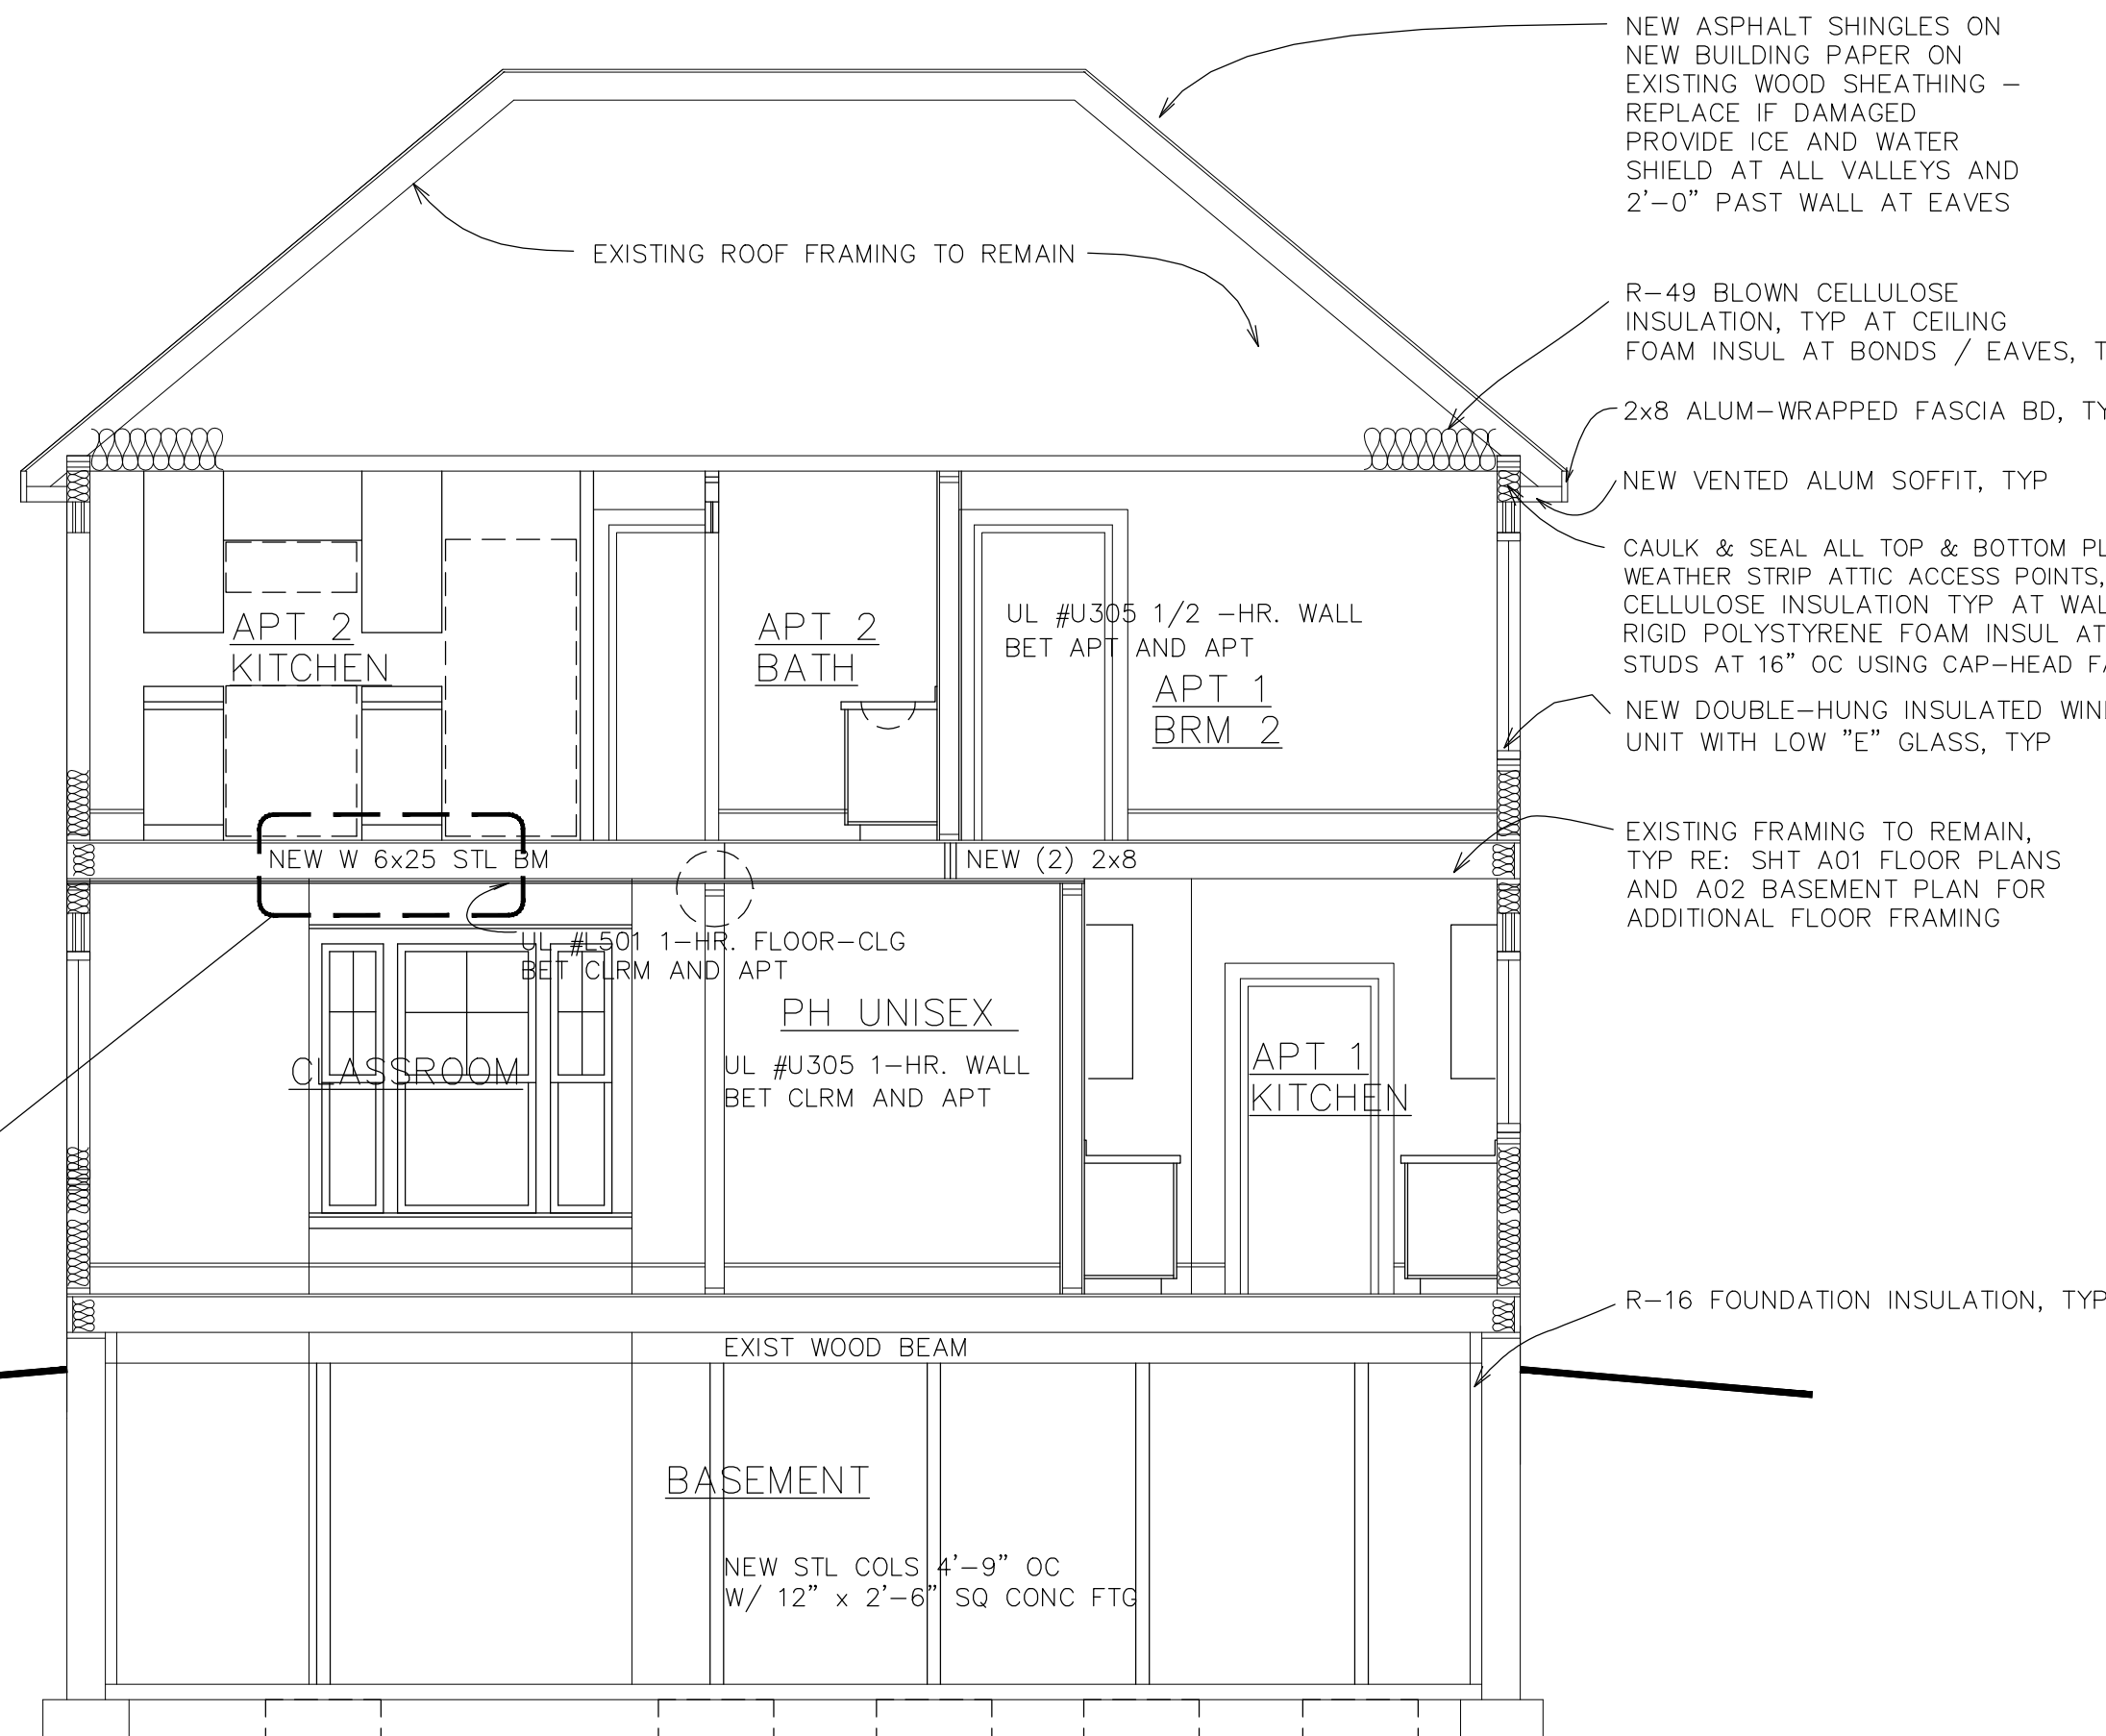 NEW ASPHALT SHINGLES ON
NEW BUILDING PAPER ON
EXISTING WOOD SHEATHING –
REPLACE IF DAMAGED
PROVIDE ICE AND WATER
SHIELD AT ALL VALLEYS AND
2'–0" PAST WALL AT EAVES
EXISTING ROOF FRAMING TO REMAIN
R–49 BLOWN CELLULOSE
INSULATION, TYP AT CEILING
FOAM INSUL AT BONDS / EAVES,
2x8 ALUM–WRAPPED FASCIA BD,
NEW VENTED ALUM SOFFIT, TYP
CAULK & SEAL ALL TOP & BOTTOM
WEATHER STRIP ATTIC ACCESS POINTS,
CELLULOSE INSULATION TYP AT
RIGID POLYSTYRENE FOAM INSUL AT
STUDS AT 16" OC USING CAP–HEAD
NEW DOUBLE–HUNG INSULATED
UNIT WITH LOW "E" GLASS, TYP
APT 2
KITCHEN
APT 2
BATH
UL #U305 1/2 –HR. WALL
BET APT AND APT
APT 1
BRM 2
EXISTING FRAMING TO REMAIN,
TYP RE: SHT A01 FLOOR PLANS
AND A02 BASEMENT PLAN FOR
ADDITIONAL FLOOR FRAMING
NEW W 6x25 STL BM
NEW (2) 2x8
UL #L501 1–HR. FLOOR–CLG
BET CLRM AND APT
PH UNISEX
CLASSROOM
UL #U305 1–HR. WALL
BET CLRM AND APT
APT 1
KITCHEN
R–16 FOUNDATION INSULATION, TYP
EXIST WOOD BEAM
BASEMENT
NEW STL COLS 4'–9" OC
W/ 12" x 2'–6" SQ CONC FTG